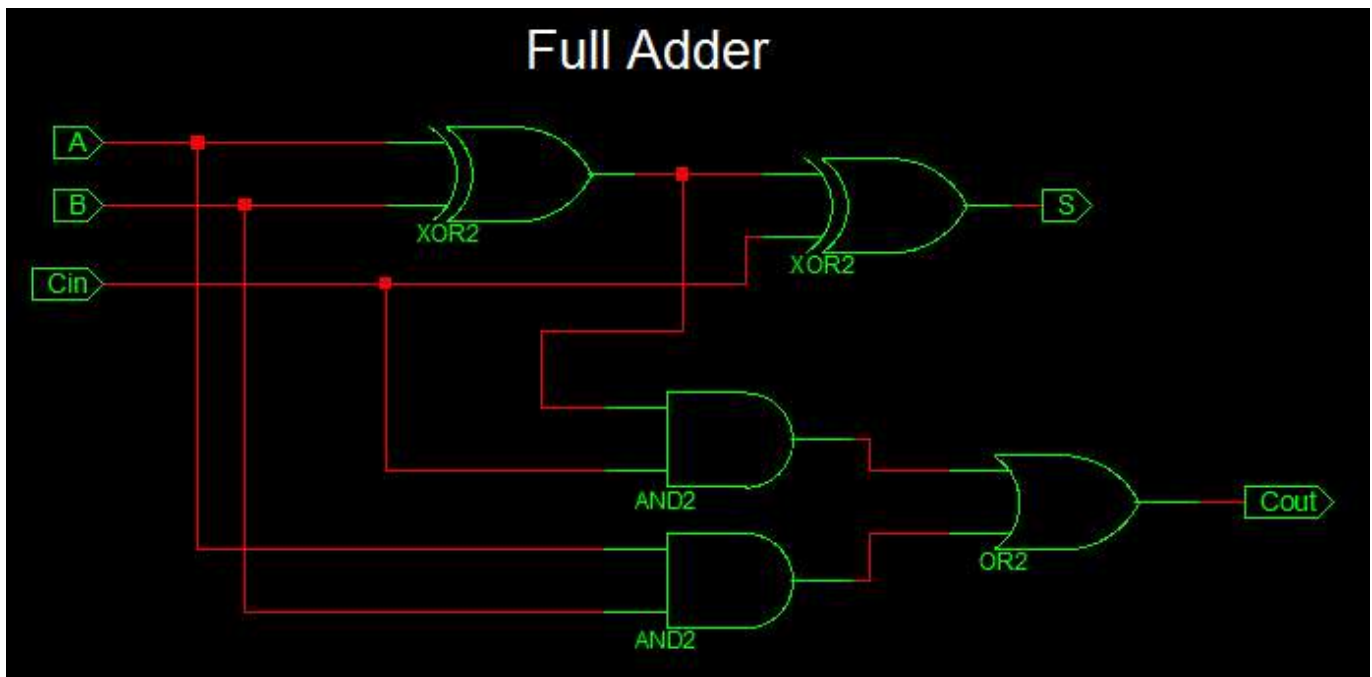 Full Adder
A
B
XOR2
S
XOR2
Cin
AND2
Cout
OR2
AND2